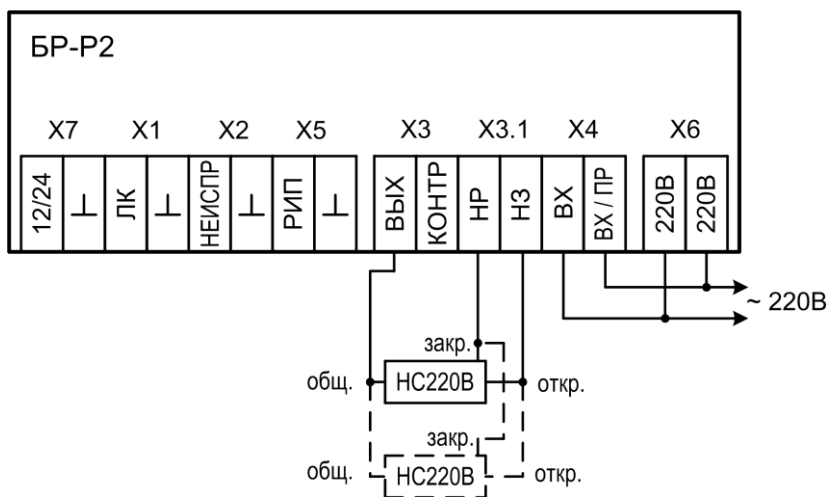 БР-Р2
X7 X1 X2 X5 X3 X3.1 X4 X6
12/24 ⊥ ЛК ⊥ НЕИСПР ⊥ РИП ⊥ ВЫХ КОНТР НР НЗ ВХ ВХ / ПР 220В 220В
~ 220В
закр.
общ. НС220В откр.
закр.
общ. НС220В откр.